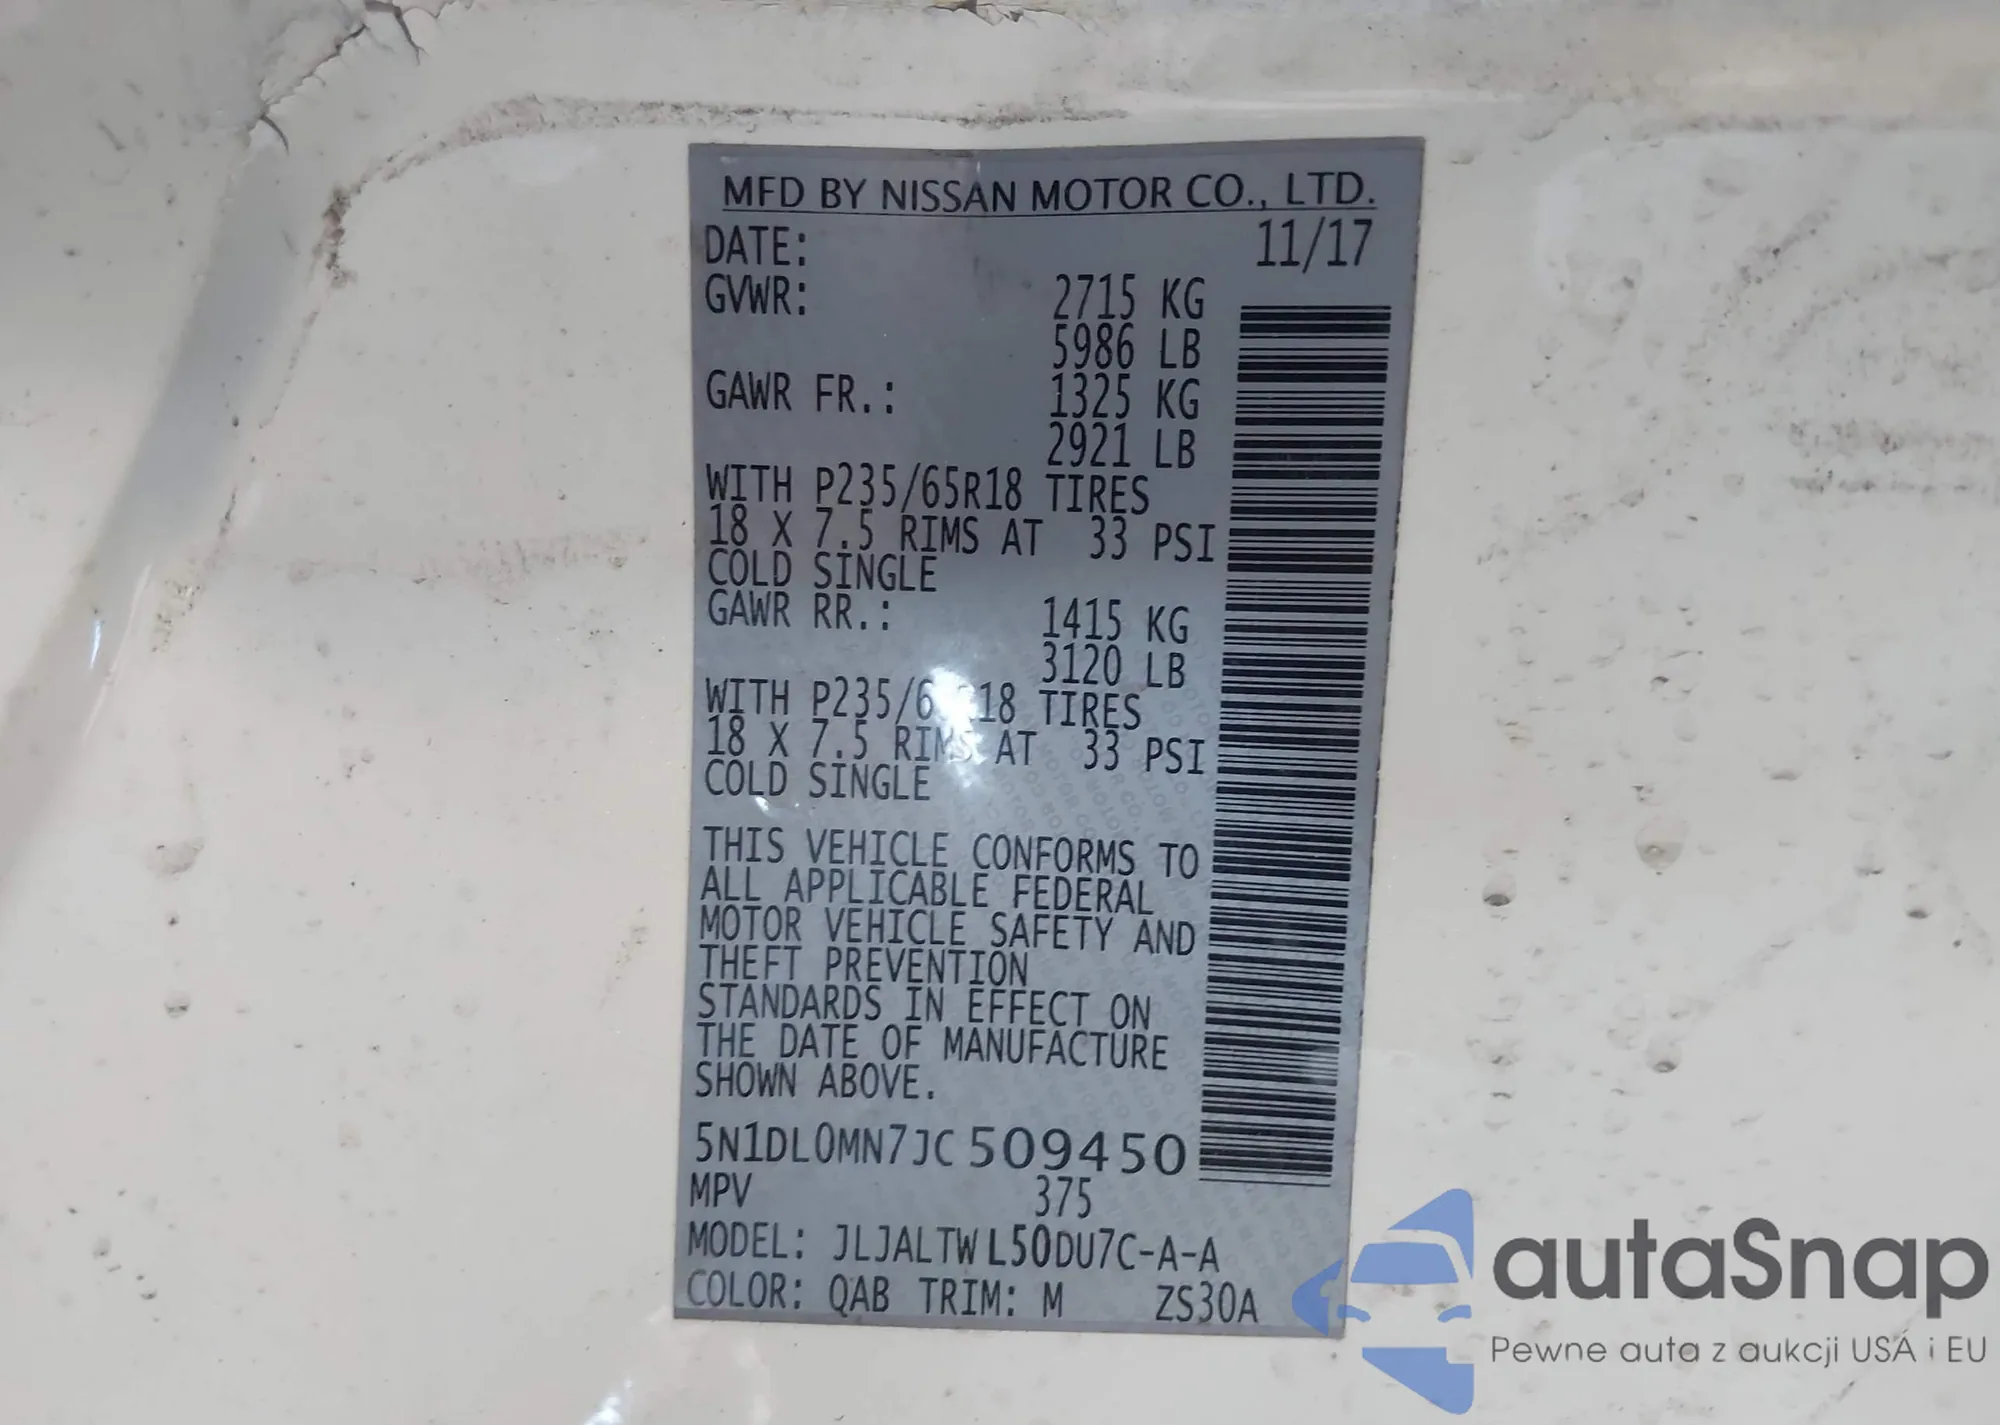 MFD BY NISSAN MOTOR CO., LTD.
DATE: 11/17
GVWR: 2715 KG
5986 LB
GAWR FR.: 1325 KG
2921 LB
WITH P235/65R18 TIRES
18 X 7.5 RIMS AT 33 PSI
COLD SINGLE
GAWR RR.: 1415 KG
3120 LB
WITH TIRES
18 X 7.5 RIMS AT 33 PSI
COLD SINGLE
THIS VEHICLE CONFORMS TO
ALL APPLICABLE FEDERAL
MOTOR VEHICLE SAFETY AND
THEFT PREVENTION
STANDARDS IN EFFECT ON
THE DATE OF MANUFACTURE
SHOWN ABOVE.
5N1DL0MN7JC509450
MPV 375
MODEL: JLJALTWL50DU7C-A-A
COLOR: QAB TRIM: M ZS30A
autaSnap
Pewne auta z aukcji USA i EU